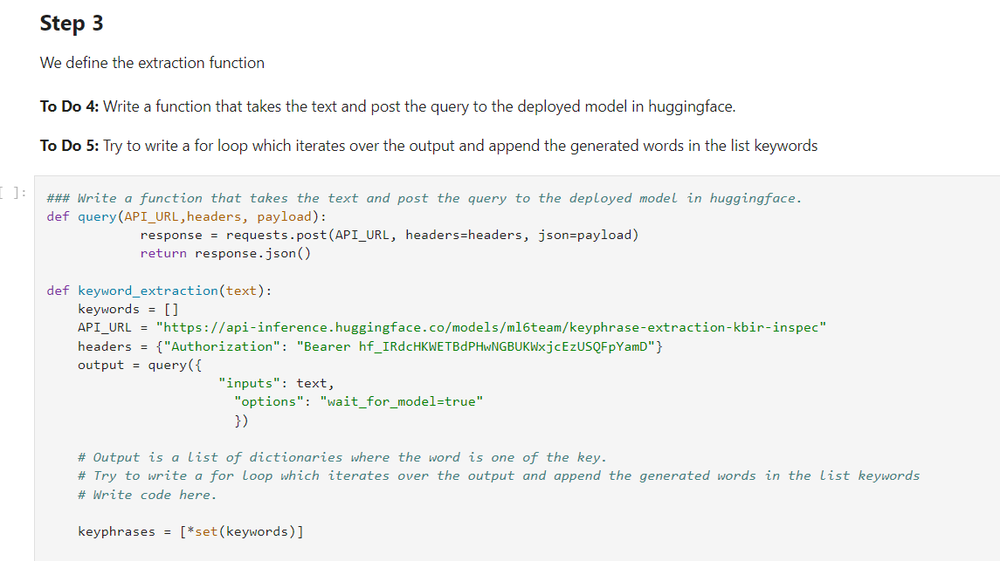 Step 3
We define the extraction function
To Do 4: Write a function that takes the text and post the query to the deployed model in huggingface.
To Do 5: Try to write a for loop which iterates over the output and append the generated words in the list keywords
[ ]:
### Write a function that takes the text and post the query to the deployed model in huggingface.
def query(API_URL,headers, payload):
            response = requests.post(API_URL, headers=headers, json=payload)
            return response.json()
def keyword_extraction(text):
    keywords = []
    API_URL = "https://api-inference.huggingface.co/models/ml6team/keyphrase-extraction-kbir-inspec"
    headers = {"Authorization": "Bearer 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"}
    output = query({
                      "inputs": text,
                        "options": "wait_for_model=true"
                        })
    # Output is a list of dictionaries where the word is one of the key.
    # Try to write a for loop which iterates over the output and append the generated words in the list keywords
    # Write code here.
    keyphrases = [*set(keywords)]